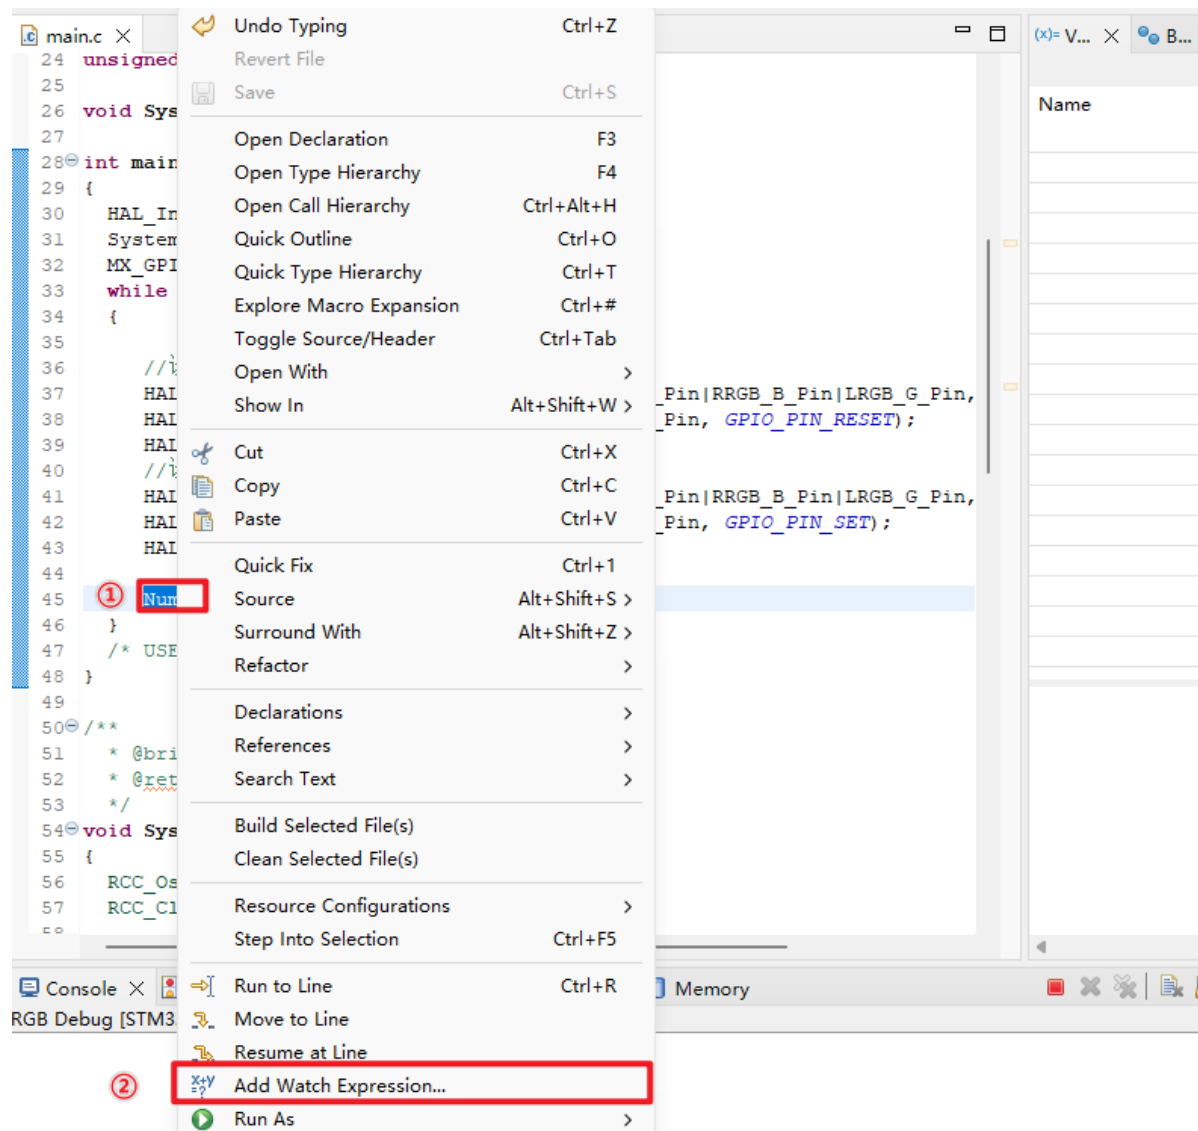 main.c
(x)= V...
B...
24 unsigned
25
26 void Sys
27
28 int main
29 {
30 HAL_In
31 System
32 MX_GPI
33 while
34 {
35
36 //
37 HAL _Pin|RRGB_B_Pin|LRGB_G_Pin,
38 HAL _Pin, GPIO_PIN_RESET);
39 HAL
40 //
41 HAL _Pin|RRGB_B_Pin|LRGB_G_Pin,
42 HAL _Pin, GPIO_PIN_SET);
43 HAL
44
45 ① Num
46 }
47 /* USE
48 }
49
50 /**
51 * @bri
52 * @ret
53 */
54 void Sys
55 {
56 RCC_Os
57 RCC_Cl
58
Undo Typing Ctrl+Z
Revert File
Save Ctrl+S
Open Declaration F3
Open Type Hierarchy F4
Open Call Hierarchy Ctrl+Alt+H
Quick Outline Ctrl+O
Quick Type Hierarchy Ctrl+T
Explore Macro Expansion Ctrl+#
Toggle Source/Header Ctrl+Tab
Open With
Show In Alt+Shift+W
Cut Ctrl+X
Copy Ctrl+C
Paste Ctrl+V
Quick Fix Ctrl+1
Source Alt+Shift+S
Surround With Alt+Shift+Z
Refactor
Declarations
References
Search Text
Build Selected File(s)
Clean Selected File(s)
Resource Configurations
Step Into Selection Ctrl+F5
Run to Line Ctrl+R
Move to Line
Resume at Line
② Add Watch Expression...
Run As
Name
Console
Memory
RGB Debug [STM3